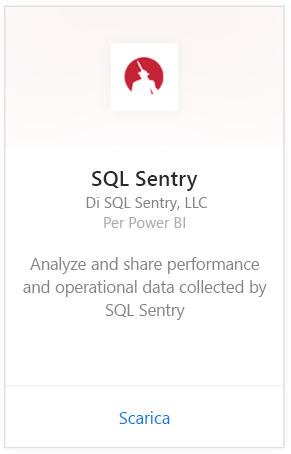 SQL Sentry
Di SQL Sentry, LLC
Per Power BI
Analyze and share performance
and operational data collected by
SQL Sentry
Scarica